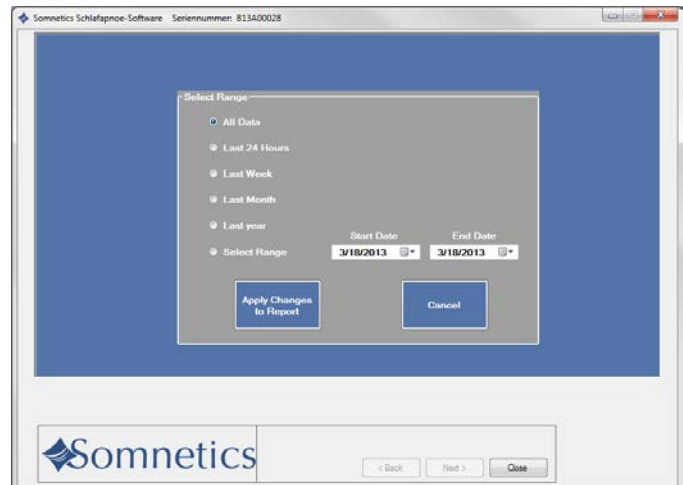 Somnetics Schlafapnoe-Software Seriennummer: B13A00028
Select Range
All Data
Last 24 Hours
Last Week
Last Month
Last year
Start Date End Date
Select Range 3/18/2013 3/18/2013
Apply Changes
to Report
Cancel
Somnetics
< Back Next > Close